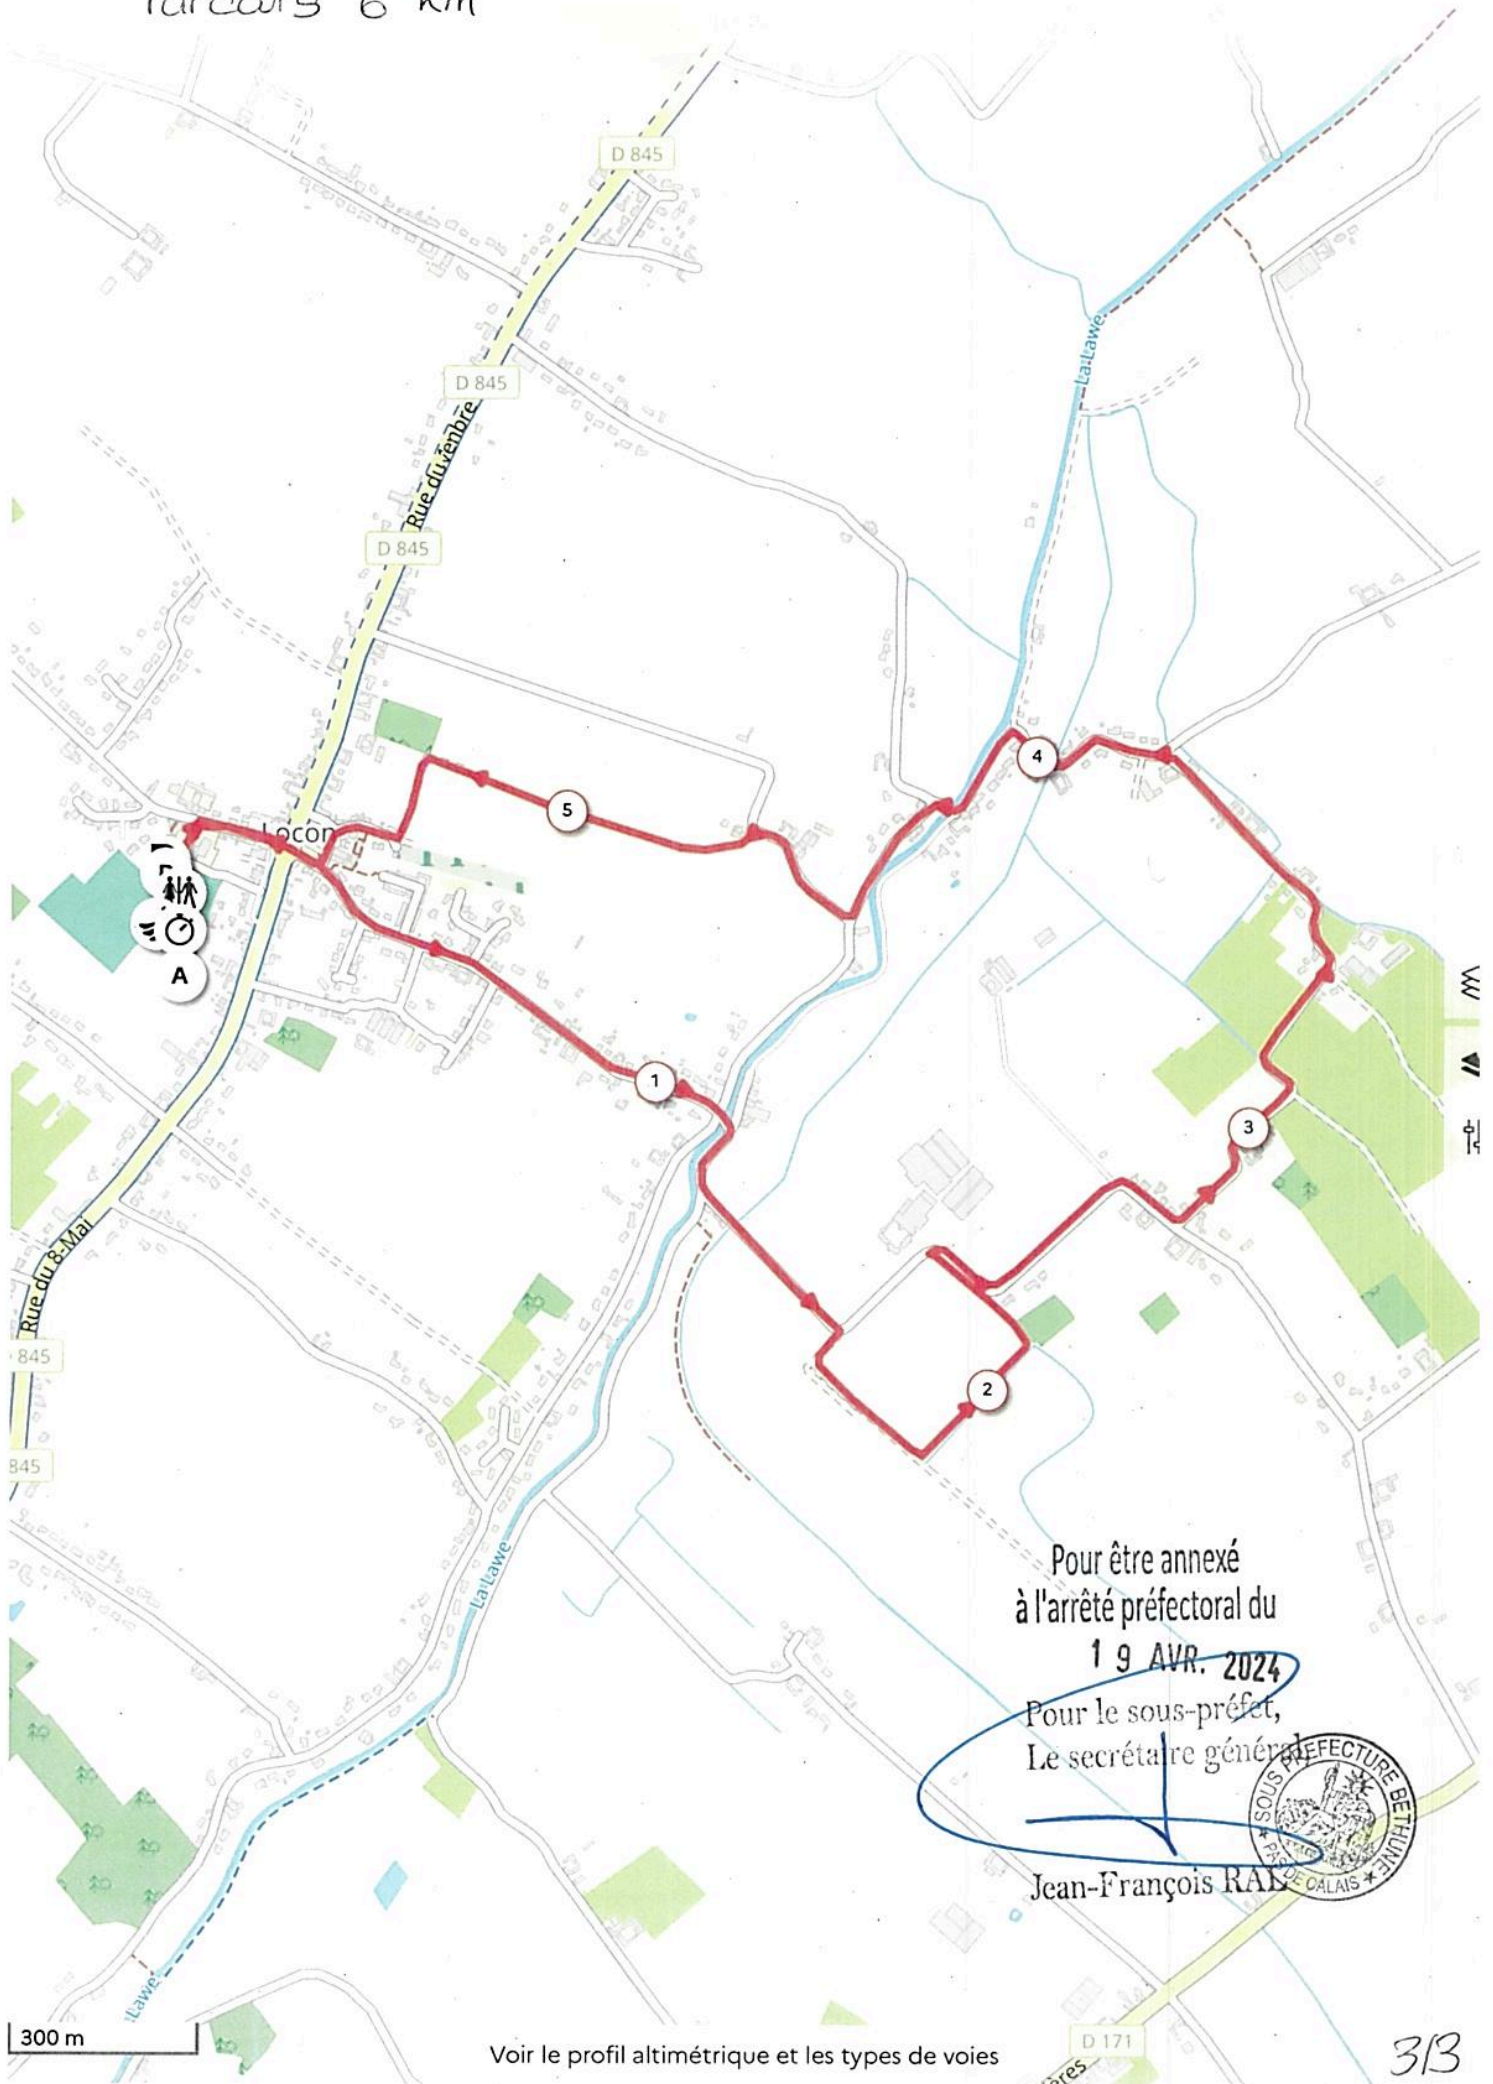 Parcours 6 km
D 845
D 845
Rue du
venbre
D 845
La Lawe
4
5
Locon
A
1
3
2
Rue du 8-Mai
845
845
La Lawe
Pour être annexé
à l'arrêté préfectoral du
19 AVR. 2024
Pour le sous-préfet,
Le secrétaire général
SOUS PREFECTURE BETHUNE
PAS DE CALAIS
Jean-François RAL
Lawe
300 m
Voir le profil altimétrique et les types de voies
D 171
ères
3/3